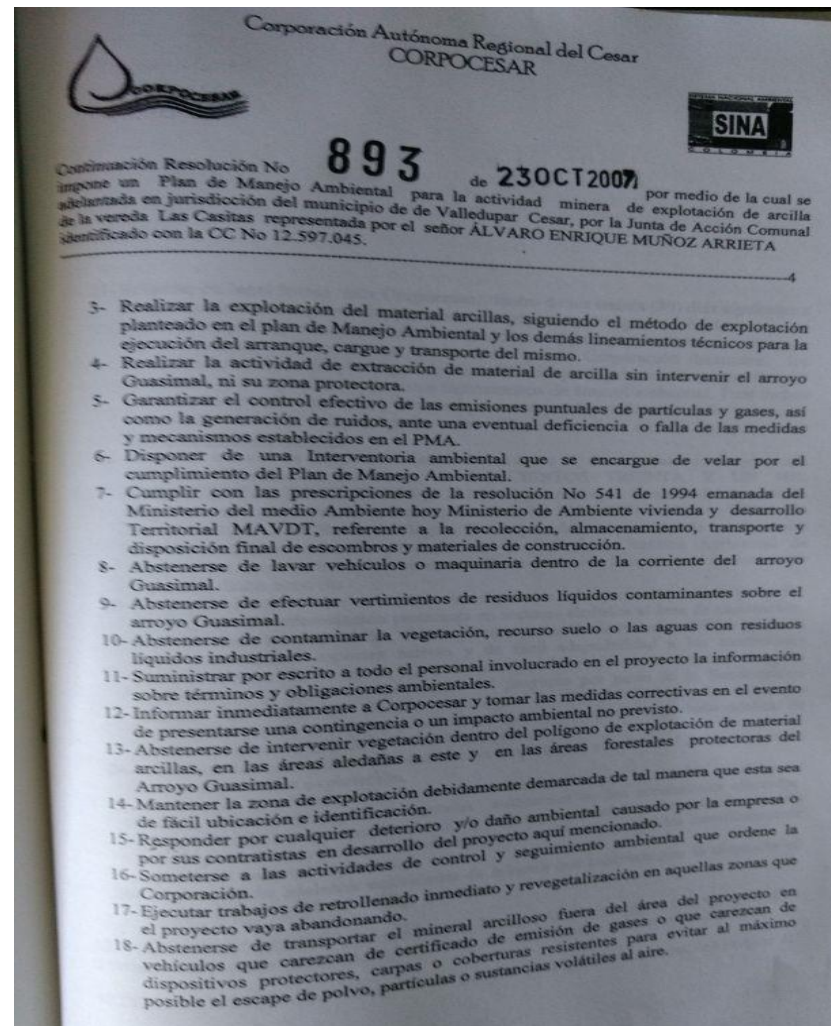 Corporación Autónoma Regional del Cesar
CORPOCESAR
CORPOCESAR
SISTEMA NACIONAL AMBIENTAL
SINA
COLOMBIA
Continuación Resolución No 893 de 23 OCT 2007 por medio de la cual se
impone un Plan de Manejo Ambiental para la actividad minera de explotación de arcilla
adelantada en jurisdicción del municipio de de Valledupar Cesar, por la Junta de Acción Comunal
de la vereda Las Casitas representada por el señor ÁLVARO ENRIQUE MUÑOZ ARRIETA
identificado con la CC No 12.597.045.
4
3- Realizar la explotación del material arcillas, siguiendo el método de explotación
planteado en el plan de Manejo Ambiental y los demás lineamientos técnicos para la
ejecución del arranque, cargue y transporte del mismo.
4- Realizar la actividad de extracción de material de arcilla sin intervenir el arroyo
Guasimal, ni su zona protectora.
5- Garantizar el control efectivo de las emisiones puntuales de partículas y gases, así
como la generación de ruidos, ante una eventual deficiencia o falla de las medidas
y mecanismos establecidos en el PMA.
6- Disponer de una Interventoria ambiental que se encargue de velar por el
cumplimiento del Plan de Manejo Ambiental.
7- Cumplir con las prescripciones de la resolución No 541 de 1994 emanada del
Ministerio del medio Ambiente hoy Ministerio de Ambiente vivienda y desarrollo
Territorial MAVDT, referente a la recolección, almacenamiento, transporte y
disposición final de escombros y materiales de construcción.
8- Abstenerse de lavar vehículos o maquinaria dentro de la corriente del arroyo
Guasimal.
9- Abstenerse de efectuar vertimientos de residuos líquidos contaminantes sobre el
arroyo Guasimal.
10- Abstenerse de contaminar la vegetación, recurso suelo o las aguas con residuos
líquidos industriales.
11- Suministrar por escrito a todo el personal involucrado en el proyecto la información
sobre términos y obligaciones ambientales.
12- Informar inmediatamente a Corpocesar y tomar las medidas correctivas en el evento
de presentarse una contingencia o un impacto ambiental no previsto.
13- Abstenerse de intervenir vegetación dentro del polígono de explotación de material
arcillas, en las áreas aledañas a este y en las áreas forestales protectoras del
Arroyo Guasimal.
14- Mantener la zona de explotación debidamente demarcada de tal manera que esta sea
de fácil ubicación e identificación.
15- Responder por cualquier deterioro y/o daño ambiental causado por la empresa o
por sus contratistas en desarrollo del proyecto aquí mencionado.
16- Someterse a las actividades de control y seguimiento ambiental que ordene la
Corporación.
17- Ejecutar trabajos de retrollenado inmediato y revegetalización en aquellas zonas que
el proyecto vaya abandonando.
18- Abstenerse de transportar el mineral arcilloso fuera del área del proyecto en
vehículos que carezcan de certificado de emisión de gases o que carezcan de
dispositivos protectores, carpas o coberturas resistentes para evitar al máximo
posible el escape de polvo, partículas o sustancias volátiles al aire.